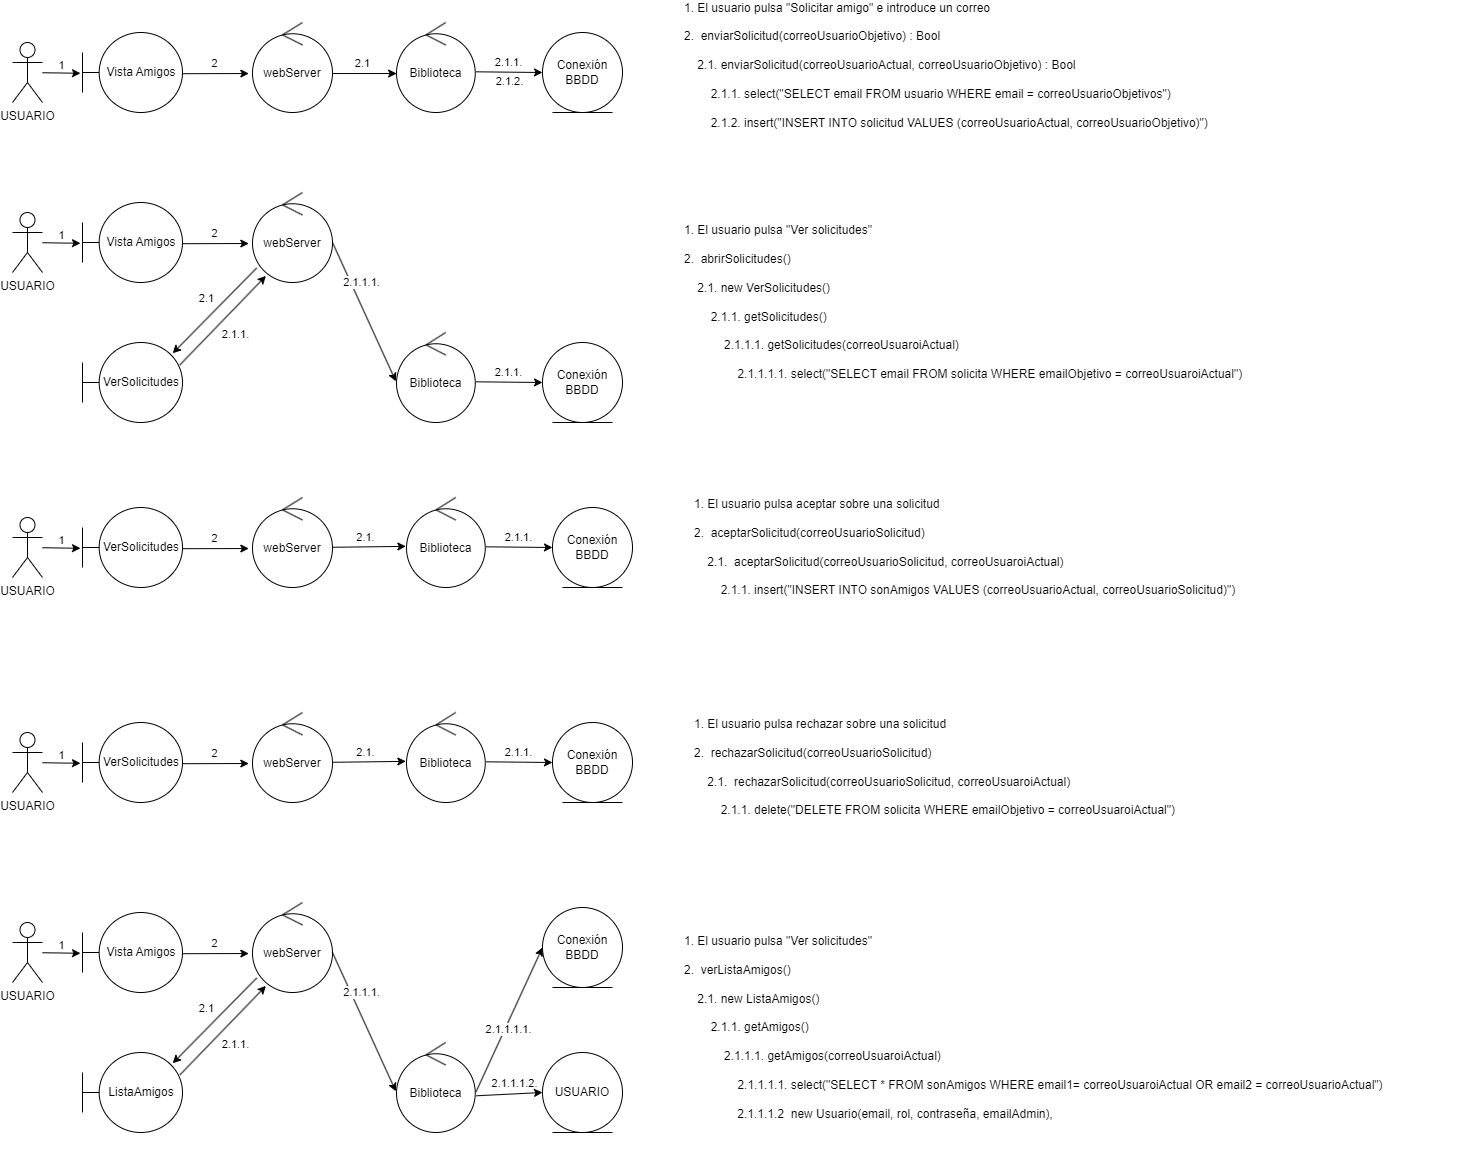 1. El usuario pulsa "Solicitar amigo" e introduce un correo
2. enviarSolicitud(correoUsuarioObjetivo) : Bool
2.1. enviarSolicitud(correoUsuarioActual, correoUsuarioObjetivo) : Bool
2.1.1. select("SELECT email FROM usuario WHERE email = correoUsuarioObjetivos")
2.1.2. insert("INSERT INTO solicitud VALUES (correoUsuarioActual, correoUsuarioObjetivo)")
USUARIO
1
Vista Amigos
2
webServer
2.1
Biblioteca
2.1.1.
2.1.2.
Conexión
BBDD
USUARIO
1
Vista Amigos
2
webServer
2.1
2.1.1.
2.1.1.1.
VerSolicitudes
Biblioteca
2.1.1.
Conexión
BBDD
1. El usuario pulsa "Ver solicitudes"
2. abrirSolicitudes()
2.1. new VerSolicitudes()
2.1.1. getSolicitudes()
2.1.1.1. getSolicitudes(correoUsuaroiActual)
2.1.1.1.1. select("SELECT email FROM solicita WHERE emailObjetivo = correoUsuaroiActual")
USUARIO
1
VerSolicitudes
2
webServer
2.1.
Biblioteca
2.1.1.
Conexión
BBDD
1. El usuario pulsa aceptar sobre una solicitud
2. aceptarSolicitud(correoUsuarioSolicitud)
2.1. aceptarSolicitud(correoUsuarioSolicitud, correoUsuaroiActual)
2.1.1. insert("INSERT INTO sonAmigos VALUES (correoUsuarioActual, correoUsuarioSolicitud)")
USUARIO
1
VerSolicitudes
2
webServer
2.1.
Biblioteca
2.1.1.
Conexión
BBDD
1. El usuario pulsa rechazar sobre una solicitud
2. rechazarSolicitud(correoUsuarioSolicitud)
2.1. rechazarSolicitud(correoUsuarioSolicitud, correoUsuaroiActual)
2.1.1. delete("DELETE FROM solicita WHERE emailObjetivo = correoUsuaroiActual")
USUARIO
1
Vista Amigos
2
webServer
2.1
2.1.1.
2.1.1.1.
ListaAmigos
Biblioteca
2.1.1.1.1.
Conexión
BBDD
2.1.1.1.2.
USUARIO
1. El usuario pulsa "Ver solicitudes"
2. verListaAmigos()
2.1. new ListaAmigos()
2.1.1. getAmigos()
2.1.1.1. getAmigos(correoUsuaroiActual)
2.1.1.1.1. select("SELECT * FROM sonAmigos WHERE email1= correoUsuaroiActual OR email2 = correoUsuarioActual")
2.1.1.1.2 new Usuario(email, rol, contraseña, emailAdmin),